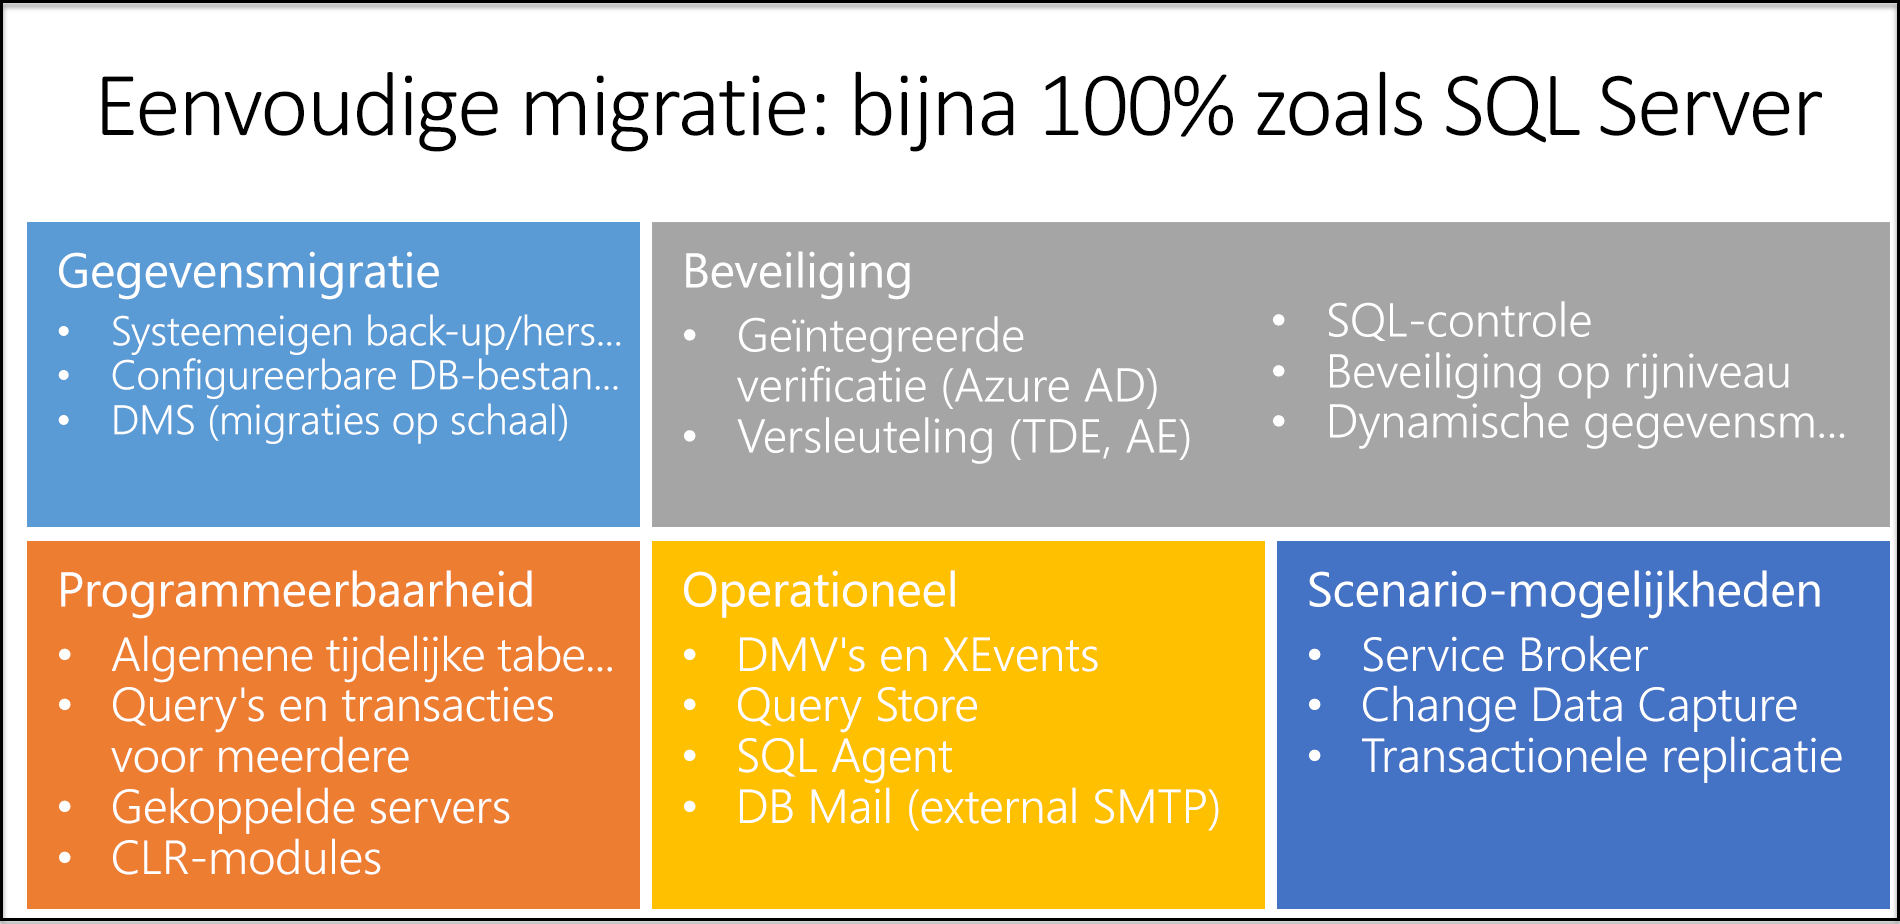 Eenvoudige migratie: bijna 100% zoals SQL Server
Gegevensmigratie
• Systeemeigen back-up/hers...
• Configureerbare DB-bestan...
• DMS (migraties op schaal)
Beveiliging
• Geïntegreerde
verificatie (Azure AD)
• Versleuteling (TDE, AE)
• SQL-controle
• Beveiliging op rijniveau
• Dynamische gegevensm...
Programmeerbaarheid
• Algemene tijdelijke tabe...
• Query's en transacties
voor meerdere
• Gekoppelde servers
• CLR-modules
Operationeel
• DMV's en XEvents
• Query Store
• SQL Agent
• DB Mail (external SMTP)
Scenario-mogelijkheden
• Service Broker
• Change Data Capture
• Transactionele replicatie